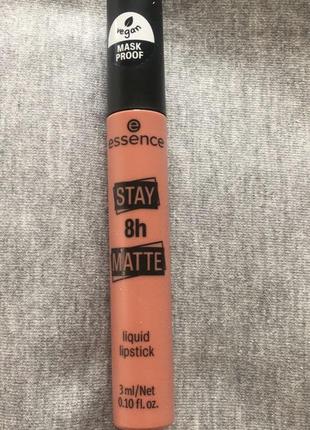 vegan
MASK
PROOF
e
essence
STAY
8h
MATTE
liquid
lipstick
3 ml/Net
0.10 fl. oz.